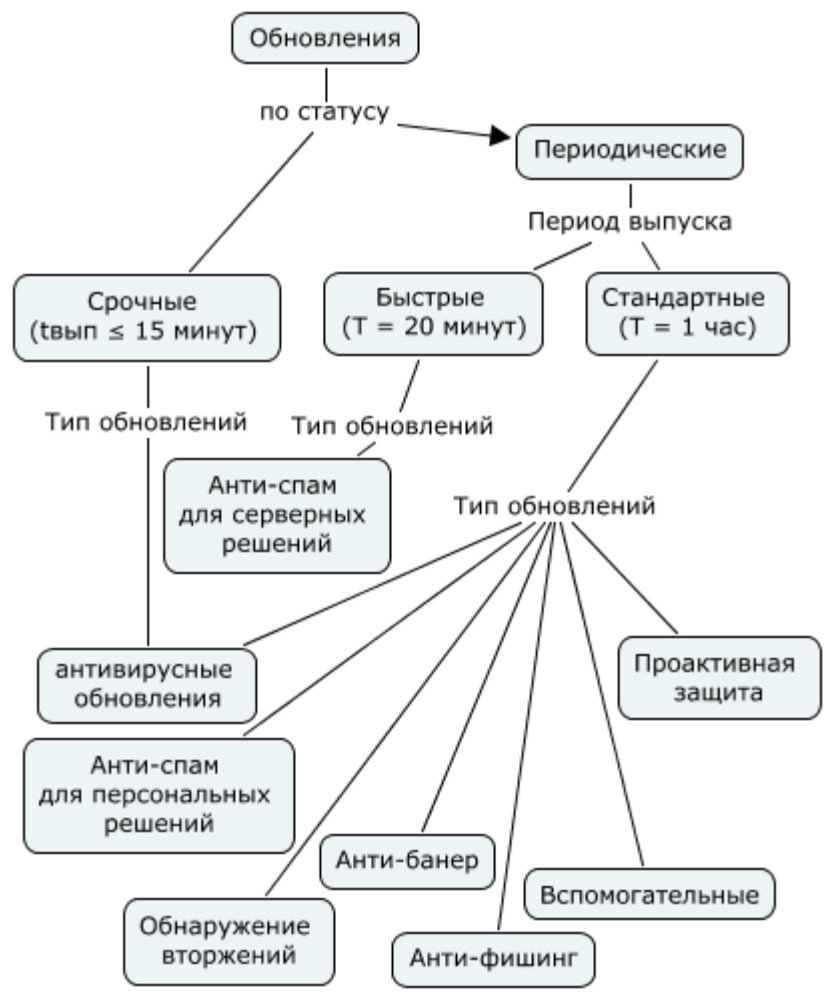 Обновления
по статусу
Периодические
Период выпуска
Срочные
(tвып ≤ 15 минут)
Быстрые
(T = 20 минут)
Стандартные
(T = 1 час)
Тип обновлений
Тип обновлений
Анти-спам
для серверных
решений
Тип обновлений
антивирусные
обновления
Проактивная
защита
Анти-спам
для персональных
решений
Анти-банер
Вспомогательные
Обнаружение
вторжений
Анти-фишинг